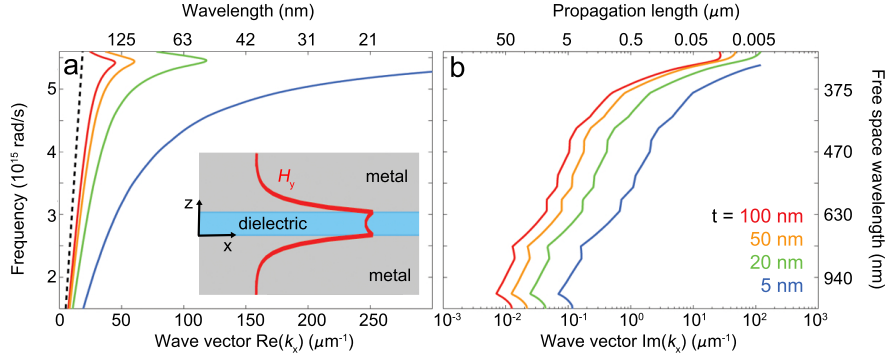 Wavelength (nm)
125 63 42 31 21
a
Frequency (10¹⁵ rad/s)
5
4
3
2
Hy
metal
z
dielectric
x
metal
0 50 100 150 200 250
Wave vector Re(kx) (μm⁻¹)
Propagation length (μm)
50 5 0.5 0.05 0.005
b
375
470
630
940
Free space wavelength (nm)
t = 100 nm
50 nm
20 nm
5 nm
10⁻³ 10⁻² 10⁻¹ 10⁰ 10¹ 10² 10³
Wave vector Im(kx) (μm⁻¹)